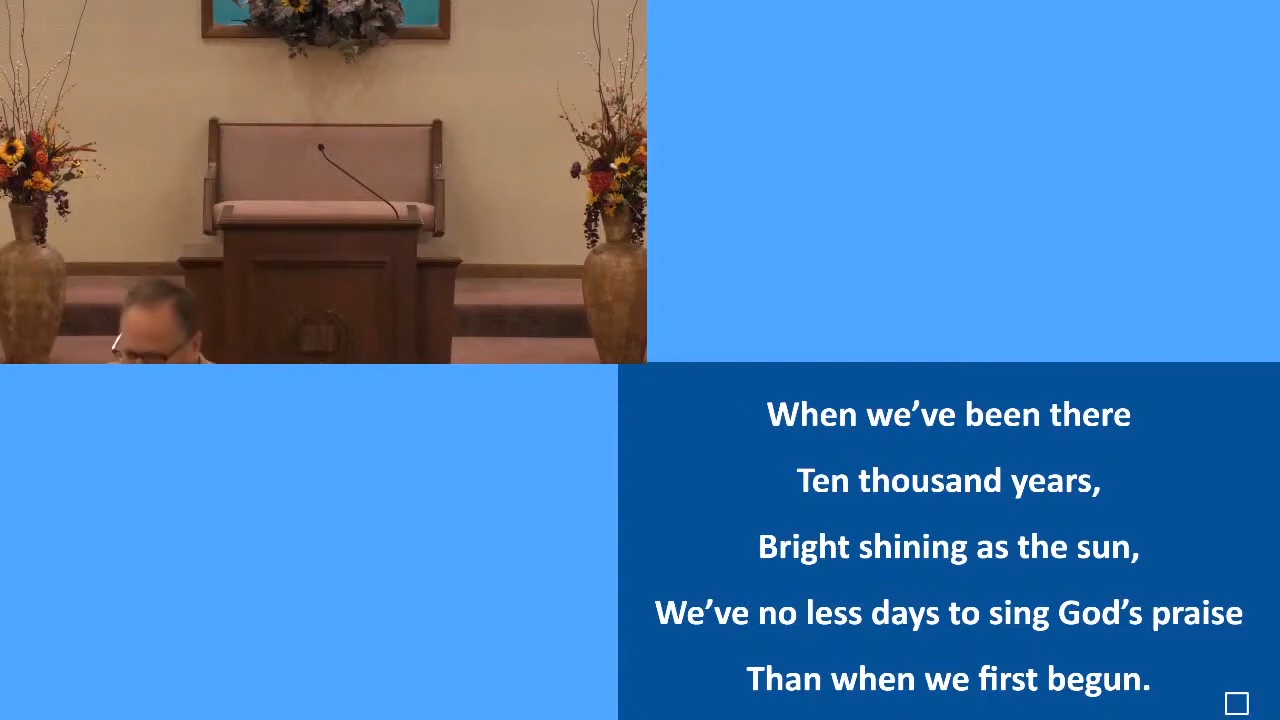 When we’ve been there
Ten thousand years,
Bright shining as the sun,
We’ve no less days to sing God’s praise
Than when we first begun.